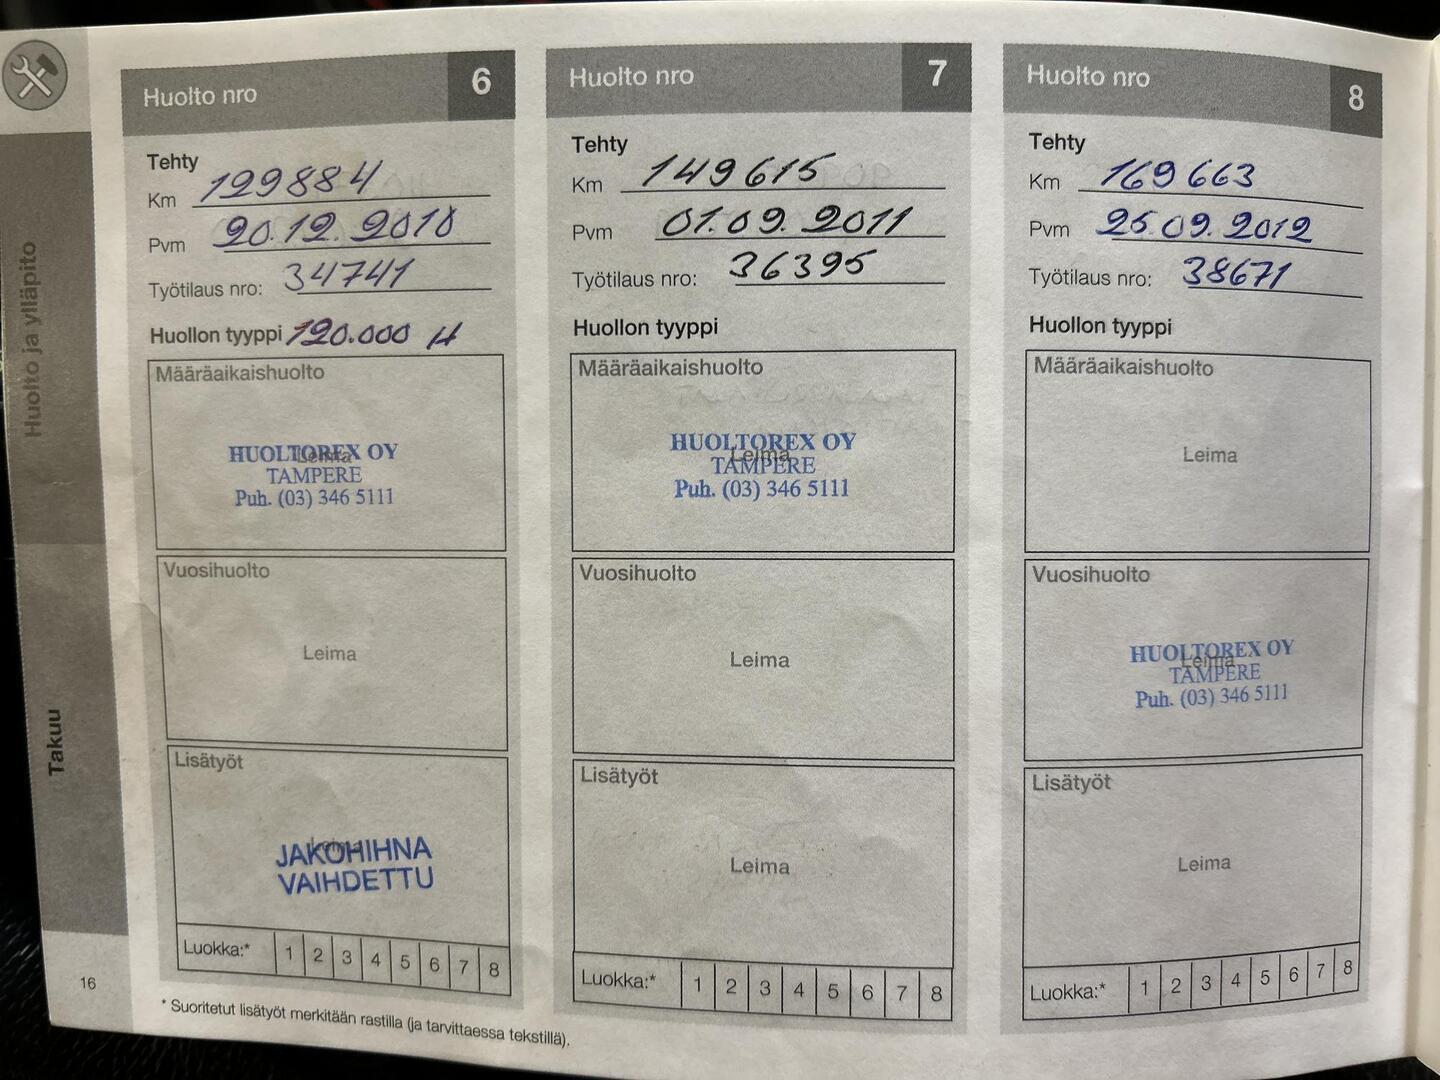 Huolto ja ylläpito
Takuu
16
Huolto nro 6
Tehty
Km 129884
Pvm 20.12.2010
Työtilaus nro: 34741
Huollon tyyppi 120.000 H
Määräaikaishuolto
Leima
HUOLTOREX OY
TAMPERE
Puh. (03) 346 5111
Vuosihuolto
Leima
Lisätyöt
Leima
JAKOHIHNA
VAIHDETTU
Luokka:* 1 2 3 4 5 6 7 8
Huolto nro 7
Tehty
Km 149615
Pvm 01.09.2011
Työtilaus nro: 36395
Huollon tyyppi
Määräaikaishuolto
Leima
HUOLTOREX OY
TAMPERE
Puh. (03) 346 5111
Vuosihuolto
Leima
Lisätyöt
Leima
Luokka:* 1 2 3 4 5 6 7 8
Huolto nro 8
Tehty
Km 169663
Pvm 25.09.2012
Työtilaus nro: 38671
Huollon tyyppi
Määräaikaishuolto
Leima
Vuosihuolto
Leima
HUOLTOREX OY
TAMPERE
Puh. (03) 346 5111
Lisätyöt
Leima
Luokka:* 1 2 3 4 5 6 7 8
* Suoritetut lisätyöt merkitään rastilla (ja tarvittaessa tekstillä).